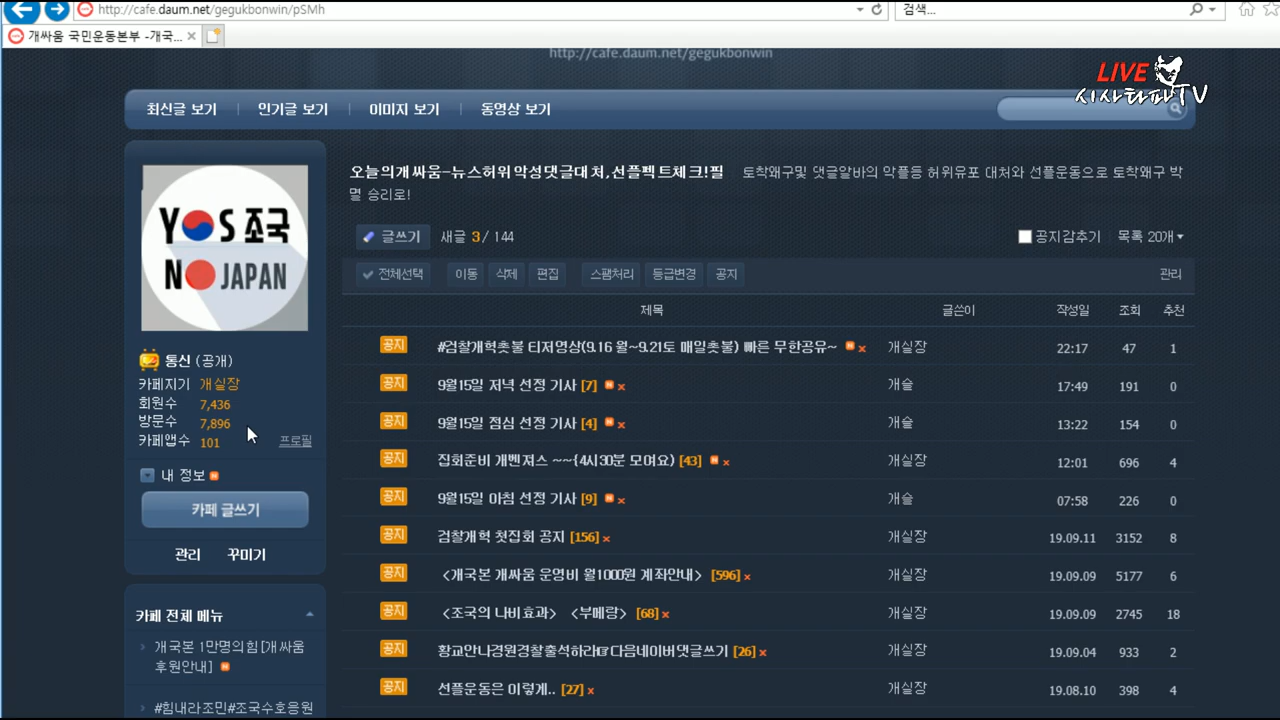 http://cafe.daum.net/gegukbonwin/pSMh
검색...
개싸움 국민운동본부 -개국...
http://cafe.daum.net/gegukbonwin
LIVE
시사타파TV
최신글 보기 | 인기글 보기 | 이미지 보기 | 동영상 보기
YES 조국
NO JAPAN
오늘의개싸움-뉴스허위악성댓글대처,선플펙트체크!필 토착왜구및 댓글알바의 악플등 허위유포 대처와 선플운동으로 토착왜구 박
멸 승리로!
글쓰기 새글 3 / 144 공지감추기 목록 20개
전체선택 이동 삭제 편집 스팸처리 등급변경 공지 관리
제목 글쓴이 작성일 조회 추천
공지 #검찰개혁촛불 티저영상(9.16 월~9.21토 매일촛불) 빠른 무한공유~ N x 개실장 22:17 47 1
공지 9월15일 저녁 선정 기사 [7] N x 개술 17:49 191 0
공지 9월15일 점심 선정 기사 [4] N x 개술 13:22 154 0
공지 집회준비 개벤져스 ~~{4시30분 모여요) [43] N x 개실장 12:01 696 4
공지 9월15일 아침 선정 기사 [9] N x 개술 07:58 226 0
공지 검찰개혁 첫집회 공지 [156] x 개실장 19.09.11 3152 8
공지 <개국본 개싸움 운영비 월1000원 계좌안내> [596] x 개실장 19.09.09 5177 6
공지 <조국의 나비효과> <부메랑> [68] x 개실장 19.09.09 2745 18
공지 황교안나경원경찰출석하라☞다음네이버댓글쓰기 [26] x 개실장 19.09.04 933 2
공지 선플운동은 이렇게.. [27] x 개실장 19.08.10 398 4
통신 (공개)
카페지기 개실장
회원수 7,436
방문수 7,896
카페앱수 101 프로필
내 정보 N
카페 글쓰기
관리 꾸미기
카페 전체 메뉴
개국본 1만명의힘[개싸움
후원안내] N
#힘내라조민#조국수호응원